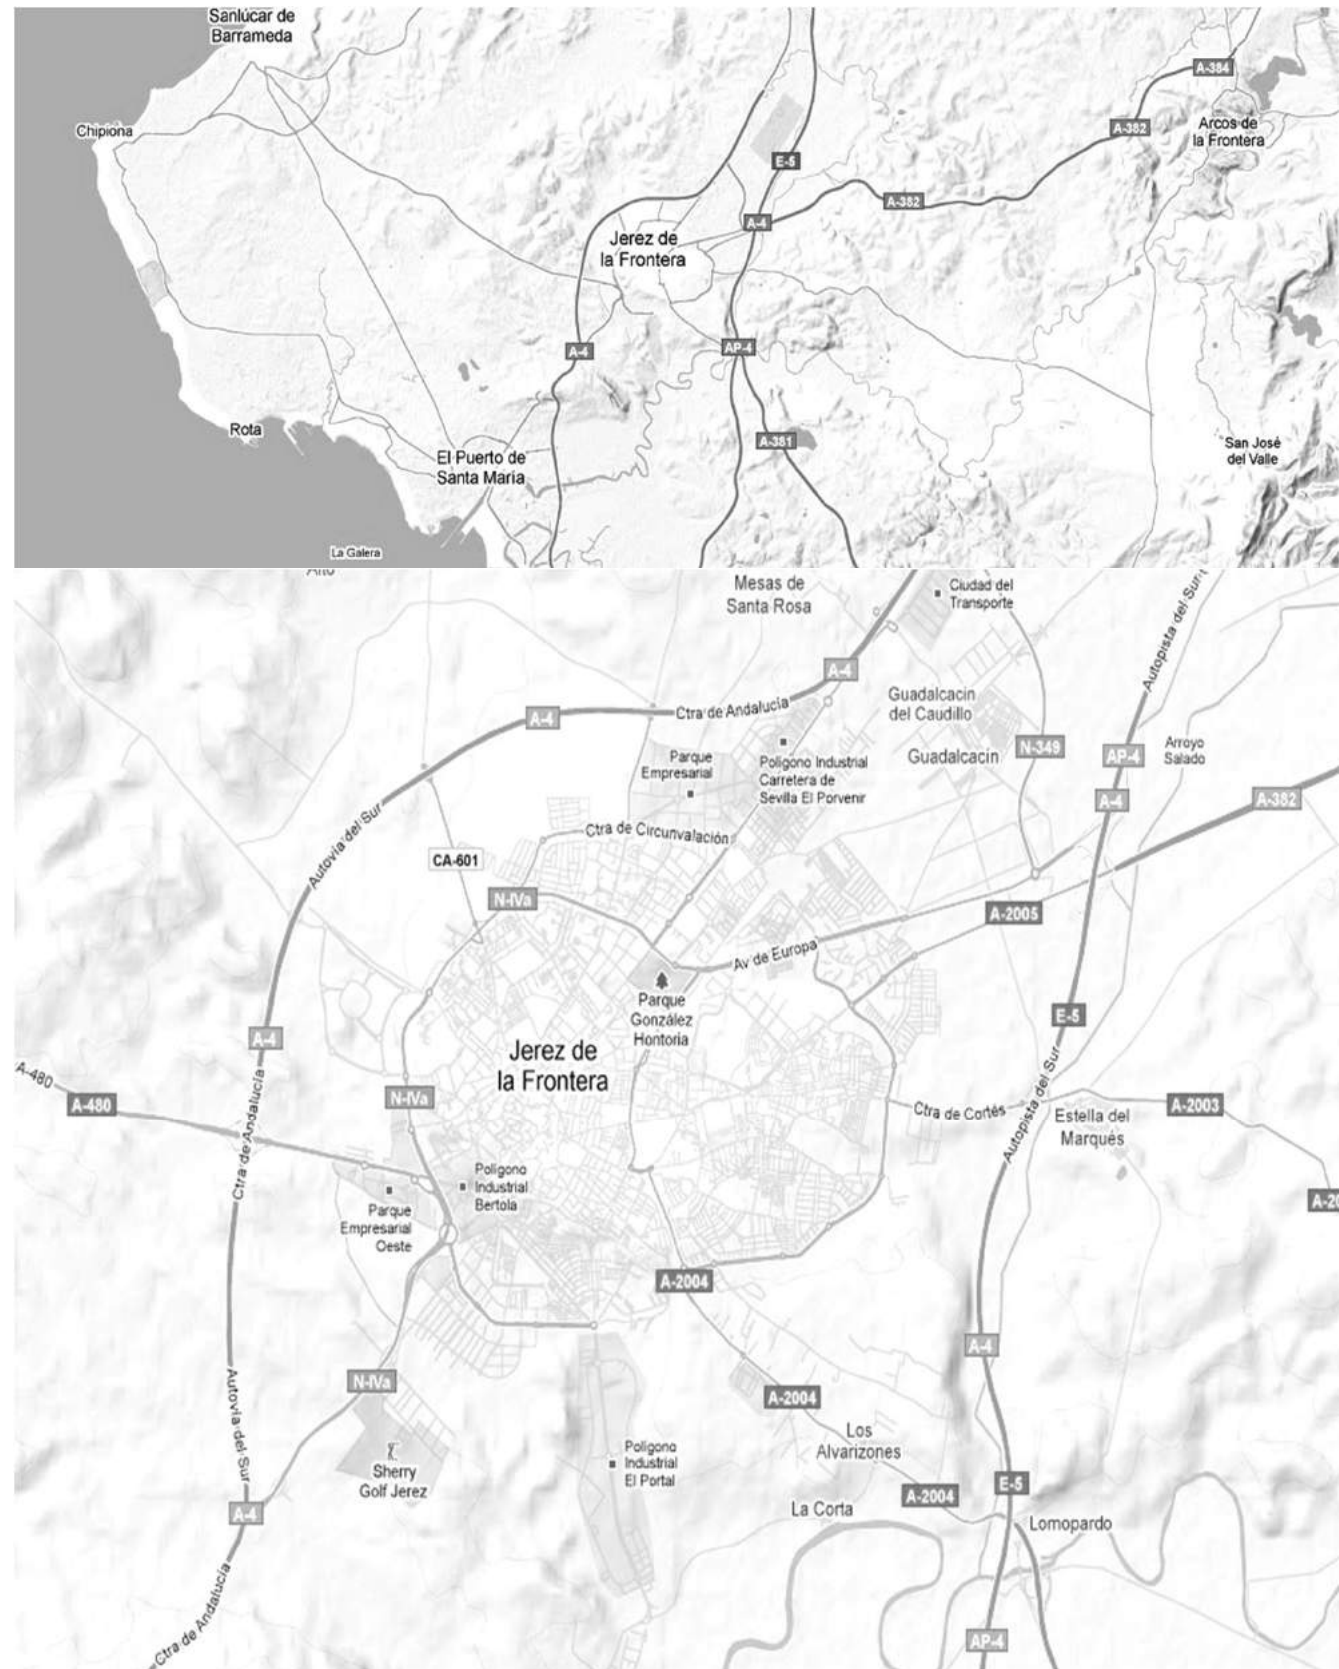 Sanlúcar de
Barrameda
A-384
Chipiona
A-382
Arcos de
la Frontera
E-5
A-382
A-4
Jerez de
la Frontera
A-4
AP-4
Rota
A-381
San José
del Valle
El Puerto de
Santa María
La Galera
Mesas de
Santa Rosa
Ciudad del
Transporte
Autopista del Sur
A-4
Guadalcacín
del Caudillo
Ctra de Andalucía
A-4
N-349
Arroyo
Salado
AP-4
Parque
Empresarial
Polígono Industrial
Carretera de
Sevilla El Porvenir
Guadalcacín
A-4
A-382
Autovía del Sur
Ctra de Circunvalación
CA-601
N-IVa
A-2005
Av de Europa
Parque
González
Hontoria
E-5
A-4
Jerez de
la Frontera
A-480
A-480
N-IVa
Ctra de Cortés
A-2003
Estella del
Marqués
Autopista del Sur
Ctra de Andalucía
Polígono
Industrial
Bertola
Parque
Empresarial
Oeste
A-20
A-2004
A-4
N-IVa
A-2004
Autovía del Sur
Los
Alvarizones
Sherry
Golf Jerez
Polígono
Industrial
El Portal
A-2004
E-5
A-4
La Corta
Lomopardo
Ctra de Andalucía
AP-4